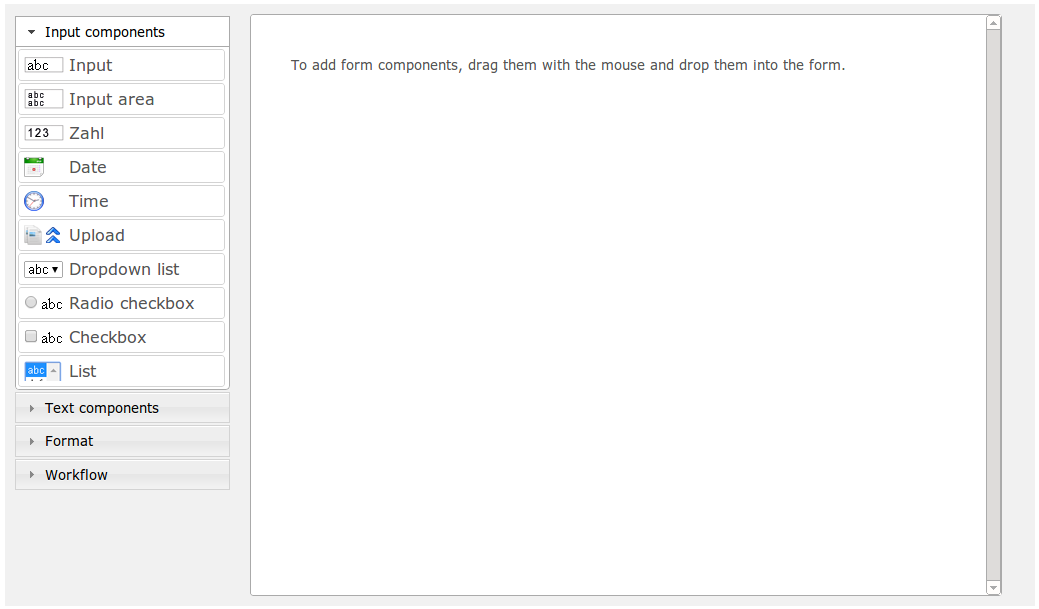 Input components
abc Input
abc
abc Input area
123 Zahl
Date
Time
Upload
abc Dropdown list
abc Radio checkbox
abc Checkbox
abc List
Text components
Format
Workflow
To add form components, drag them with the mouse and drop them into the form.